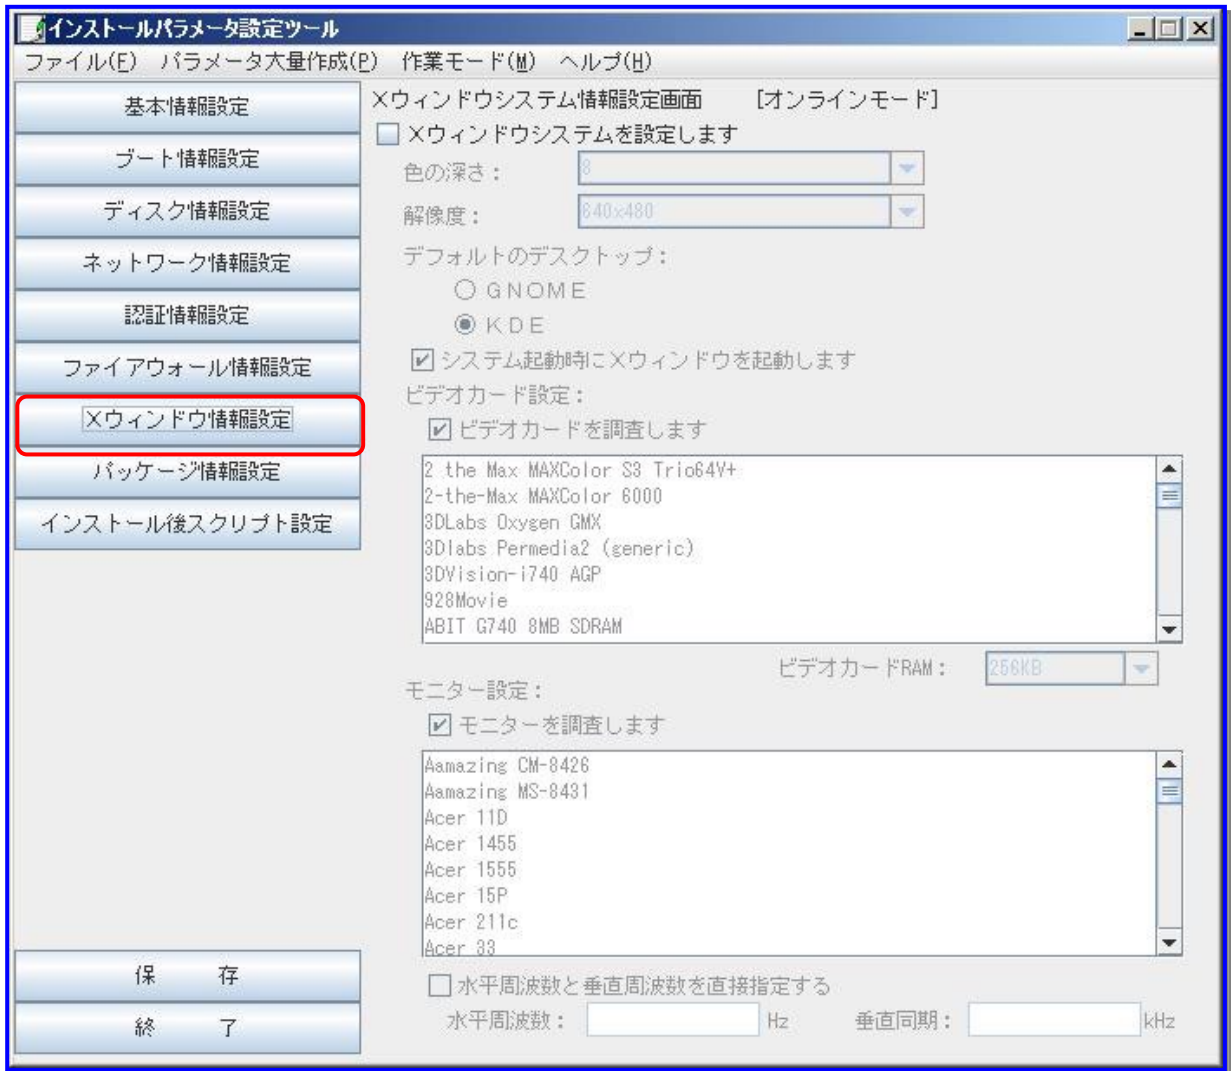 インストールパラメータ設定ツール
ファイル(F) パラメータ大量作成(P) 作業モード(M) ヘルプ(H)
基本情報設定
ブート情報設定
ディスク情報設定
ネットワーク情報設定
認証情報設定
ファイアウォール情報設定
Xウィンドウ情報設定
パッケージ情報設定
インストール後スクリプト設定
保 存
終 了
Xウィンドウシステム情報設定画面 [オンラインモード]
Xウィンドウシステムを設定します
色の深さ： 8
解像度： 640x480
デフォルトのデスクトップ：
GNOME
KDE
システム起動時にXウィンドウを起動します
ビデオカード設定：
ビデオカードを調査します
2 the Max MAXColor S3 Trio64V+
2-the-Max MAXColor 6000
3DLabs Oxygen GMX
3Dlabs Permedia2 (generic)
3DVision-i740 AGP
928Movie
ABIT G740 8MB SDRAM
ビデオカードRAM： 256KB
モニター設定：
モニターを調査します
Aamazing CM-8426
Aamazing MS-8431
Acer 11D
Acer 1455
Acer 1555
Acer 15P
Acer 211c
Acer 33
水平周波数と垂直周波数を直接指定する
水平周波数： Hz 垂直同期： kHz